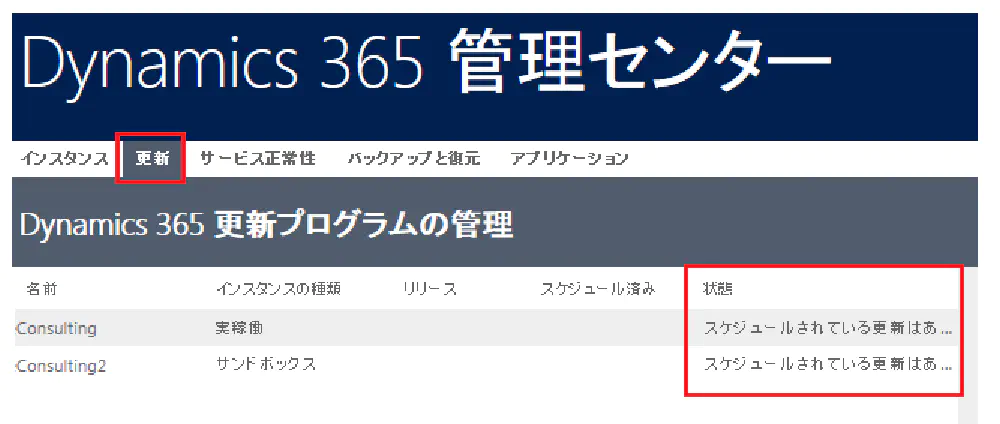 Dynamics 365 管理センター
インスタンス 更新 サービス正常性 バックアップと復元 アプリケーション
Dynamics 365 更新プログラムの管理
名前 インスタンスの種類 リリース スケジュール済み 状態
Consulting 実稼働 スケジュールされている更新はあ...
Consulting2 サンドボックス スケジュールされている更新はあ...